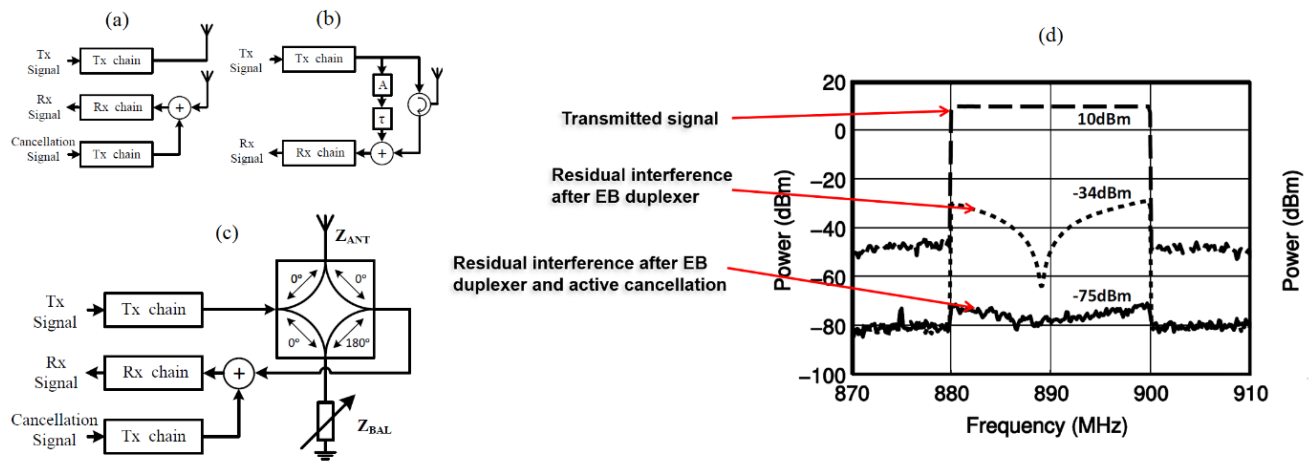 (a)
Tx
Signal
Tx chain
Rx
Signal
Rx chain
+
Cancellation
Signal
Tx chain
(b)
Tx
Signal
Tx chain
A
τ
Rx
Signal
Rx chain
+
(c)
Z_ANT
0° 0°
0° 180°
Tx
Signal
Tx chain
Rx
Signal
Rx chain
+
Cancellation
Signal
Tx chain
Z_BAL
(d)
Transmitted signal
Residual interference
after EB duplexer
Residual interference after EB
duplexer and active cancellation
Power (dBm)
20
0
−20
−40
−60
−80
−100
10dBm
-34dBm
-75dBm
870 880 890 900 910
Frequency (MHz)
Power (dBm)